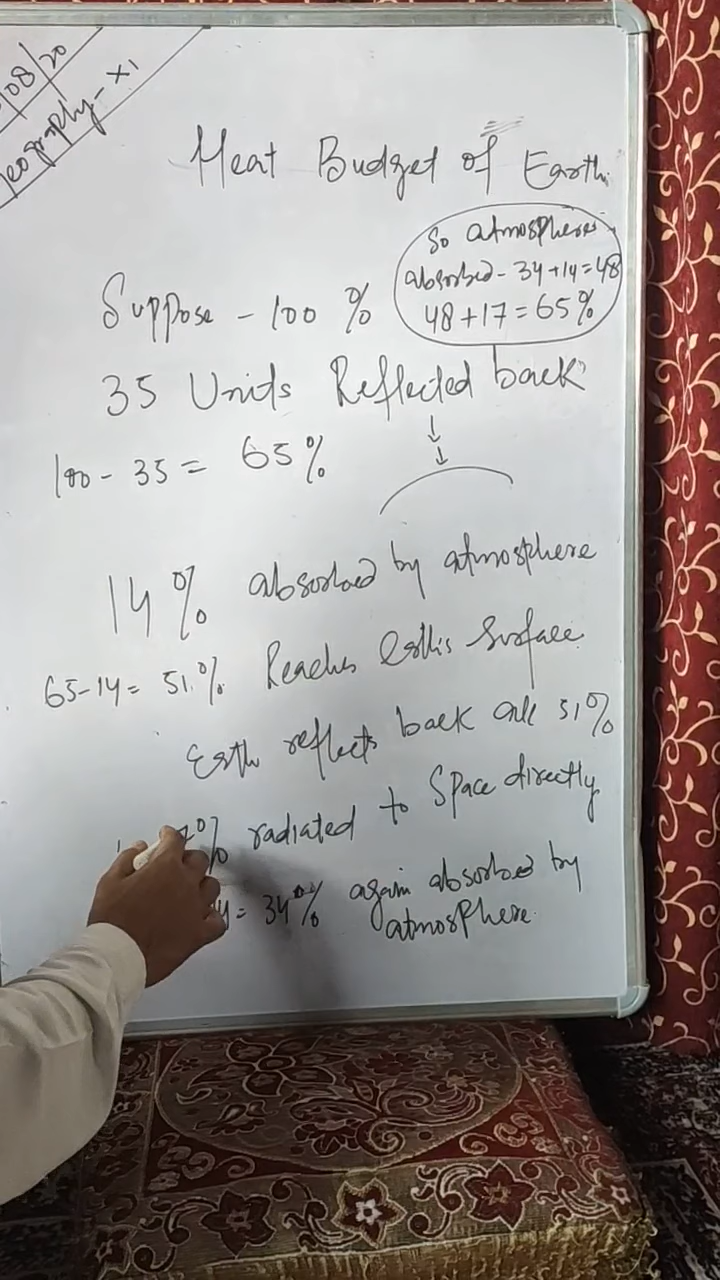 /08/20
eography-XI
Heat Budget of Earth
So atmosphere
absorbed - 34+14=48
48+17=65%
Suppose - 100 %
35 Units Reflected back
100 - 35 = 65%
14% absorbed by atmosphere
65-14= 51% Reaches Surface
Earth reflects back all 51%
% radiated to Space directly
= 34% again absorbed by
atmosphere